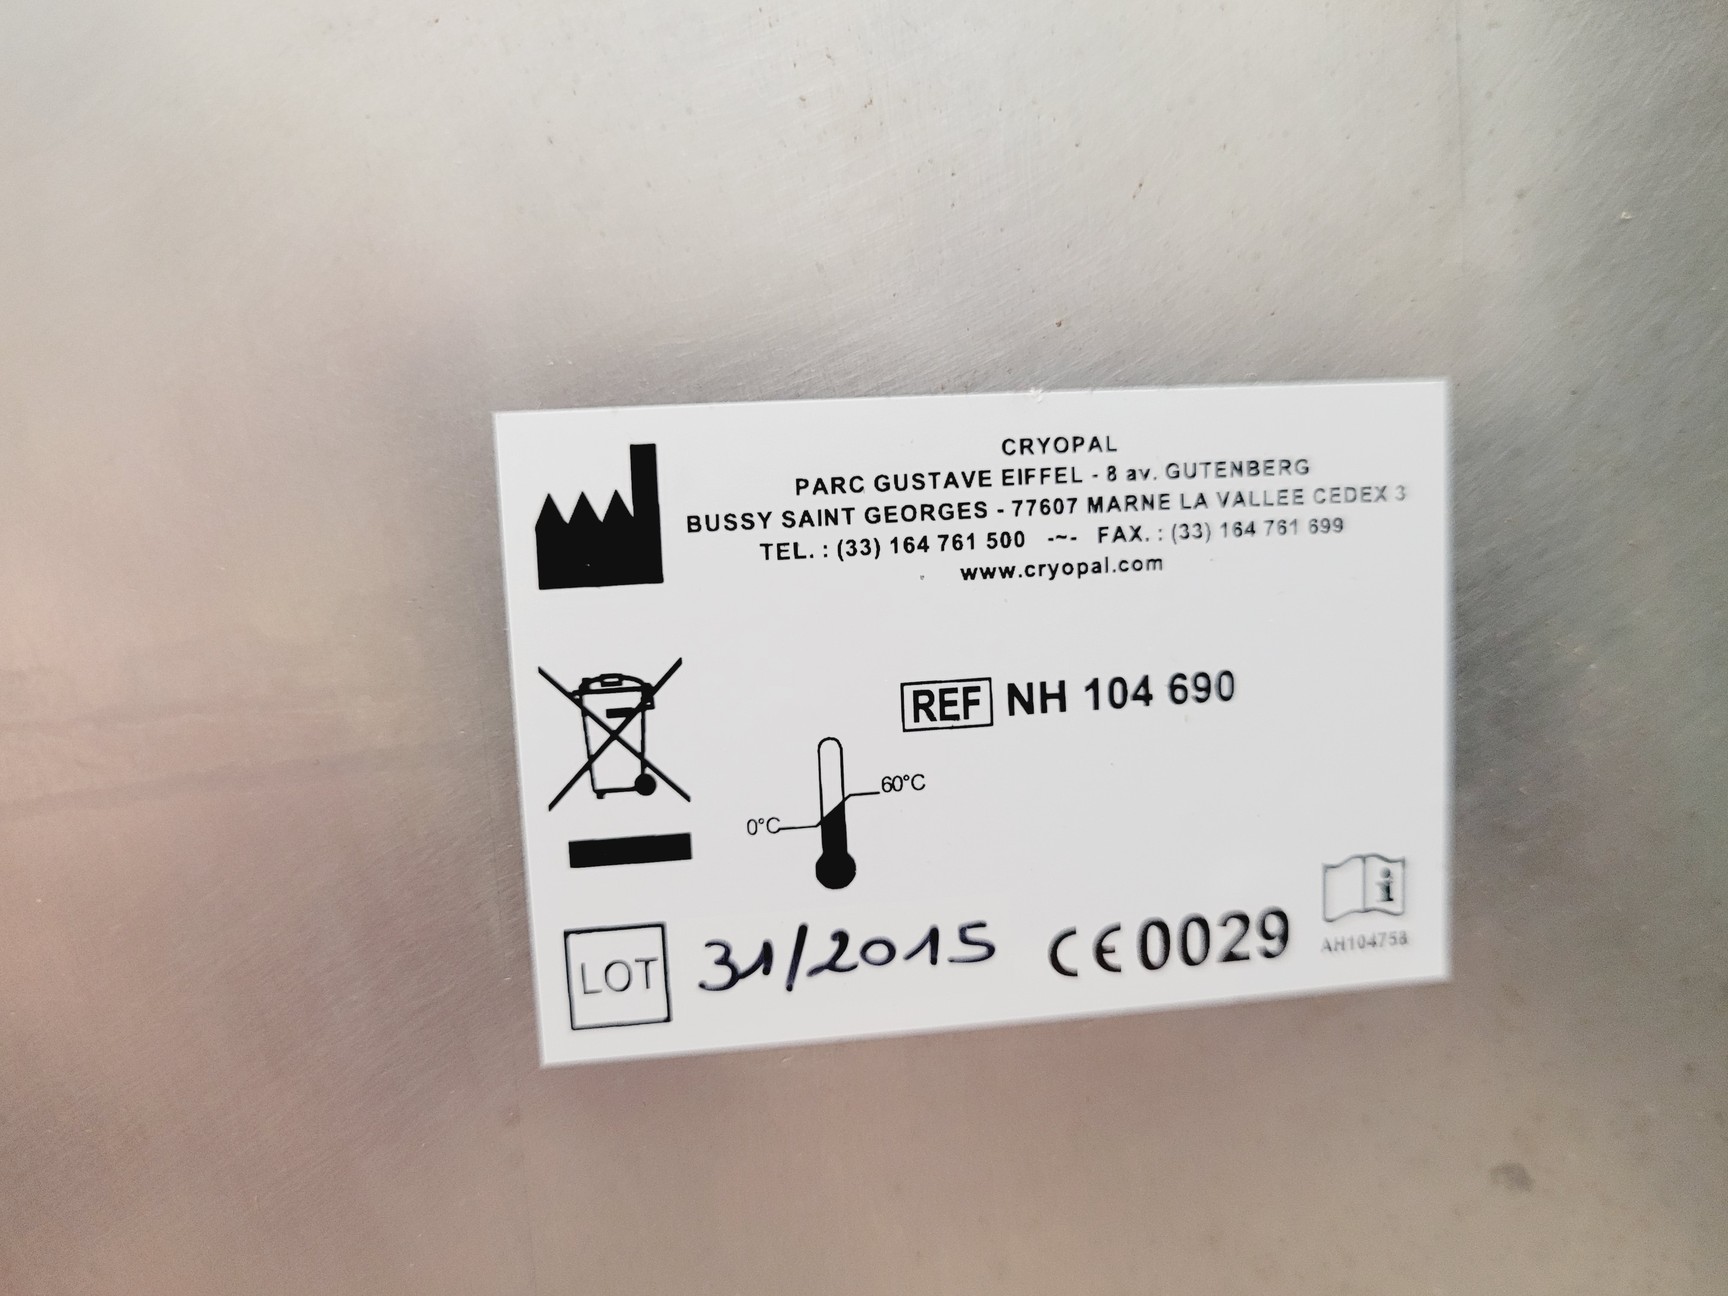 CRYOPAL
PARC GUSTAVE EIFFEL - 8 av. GUTENBERG
BUSSY SAINT GEORGES - 77607 MARNE LA VALLEE CEDEX 3
TEL. : (33) 164 761 500 -~- FAX. : (33) 164 761 699
www.cryopal.com
REF NH 104 690
60°C
0°C
LOT 31/2015 CE 0029
i
AH104758